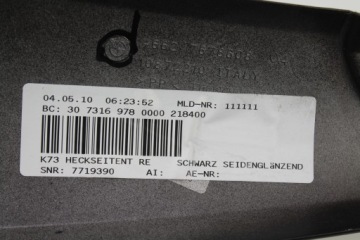 d
04.05.10 06:23:52 MLD-NR: 111111
BC: 30 7316 978 0000 218400
K73 HECKSEITENT RE SCHWARZ SEIDENGLäNZEND
SNR: 7719390 AI: AE-NR: